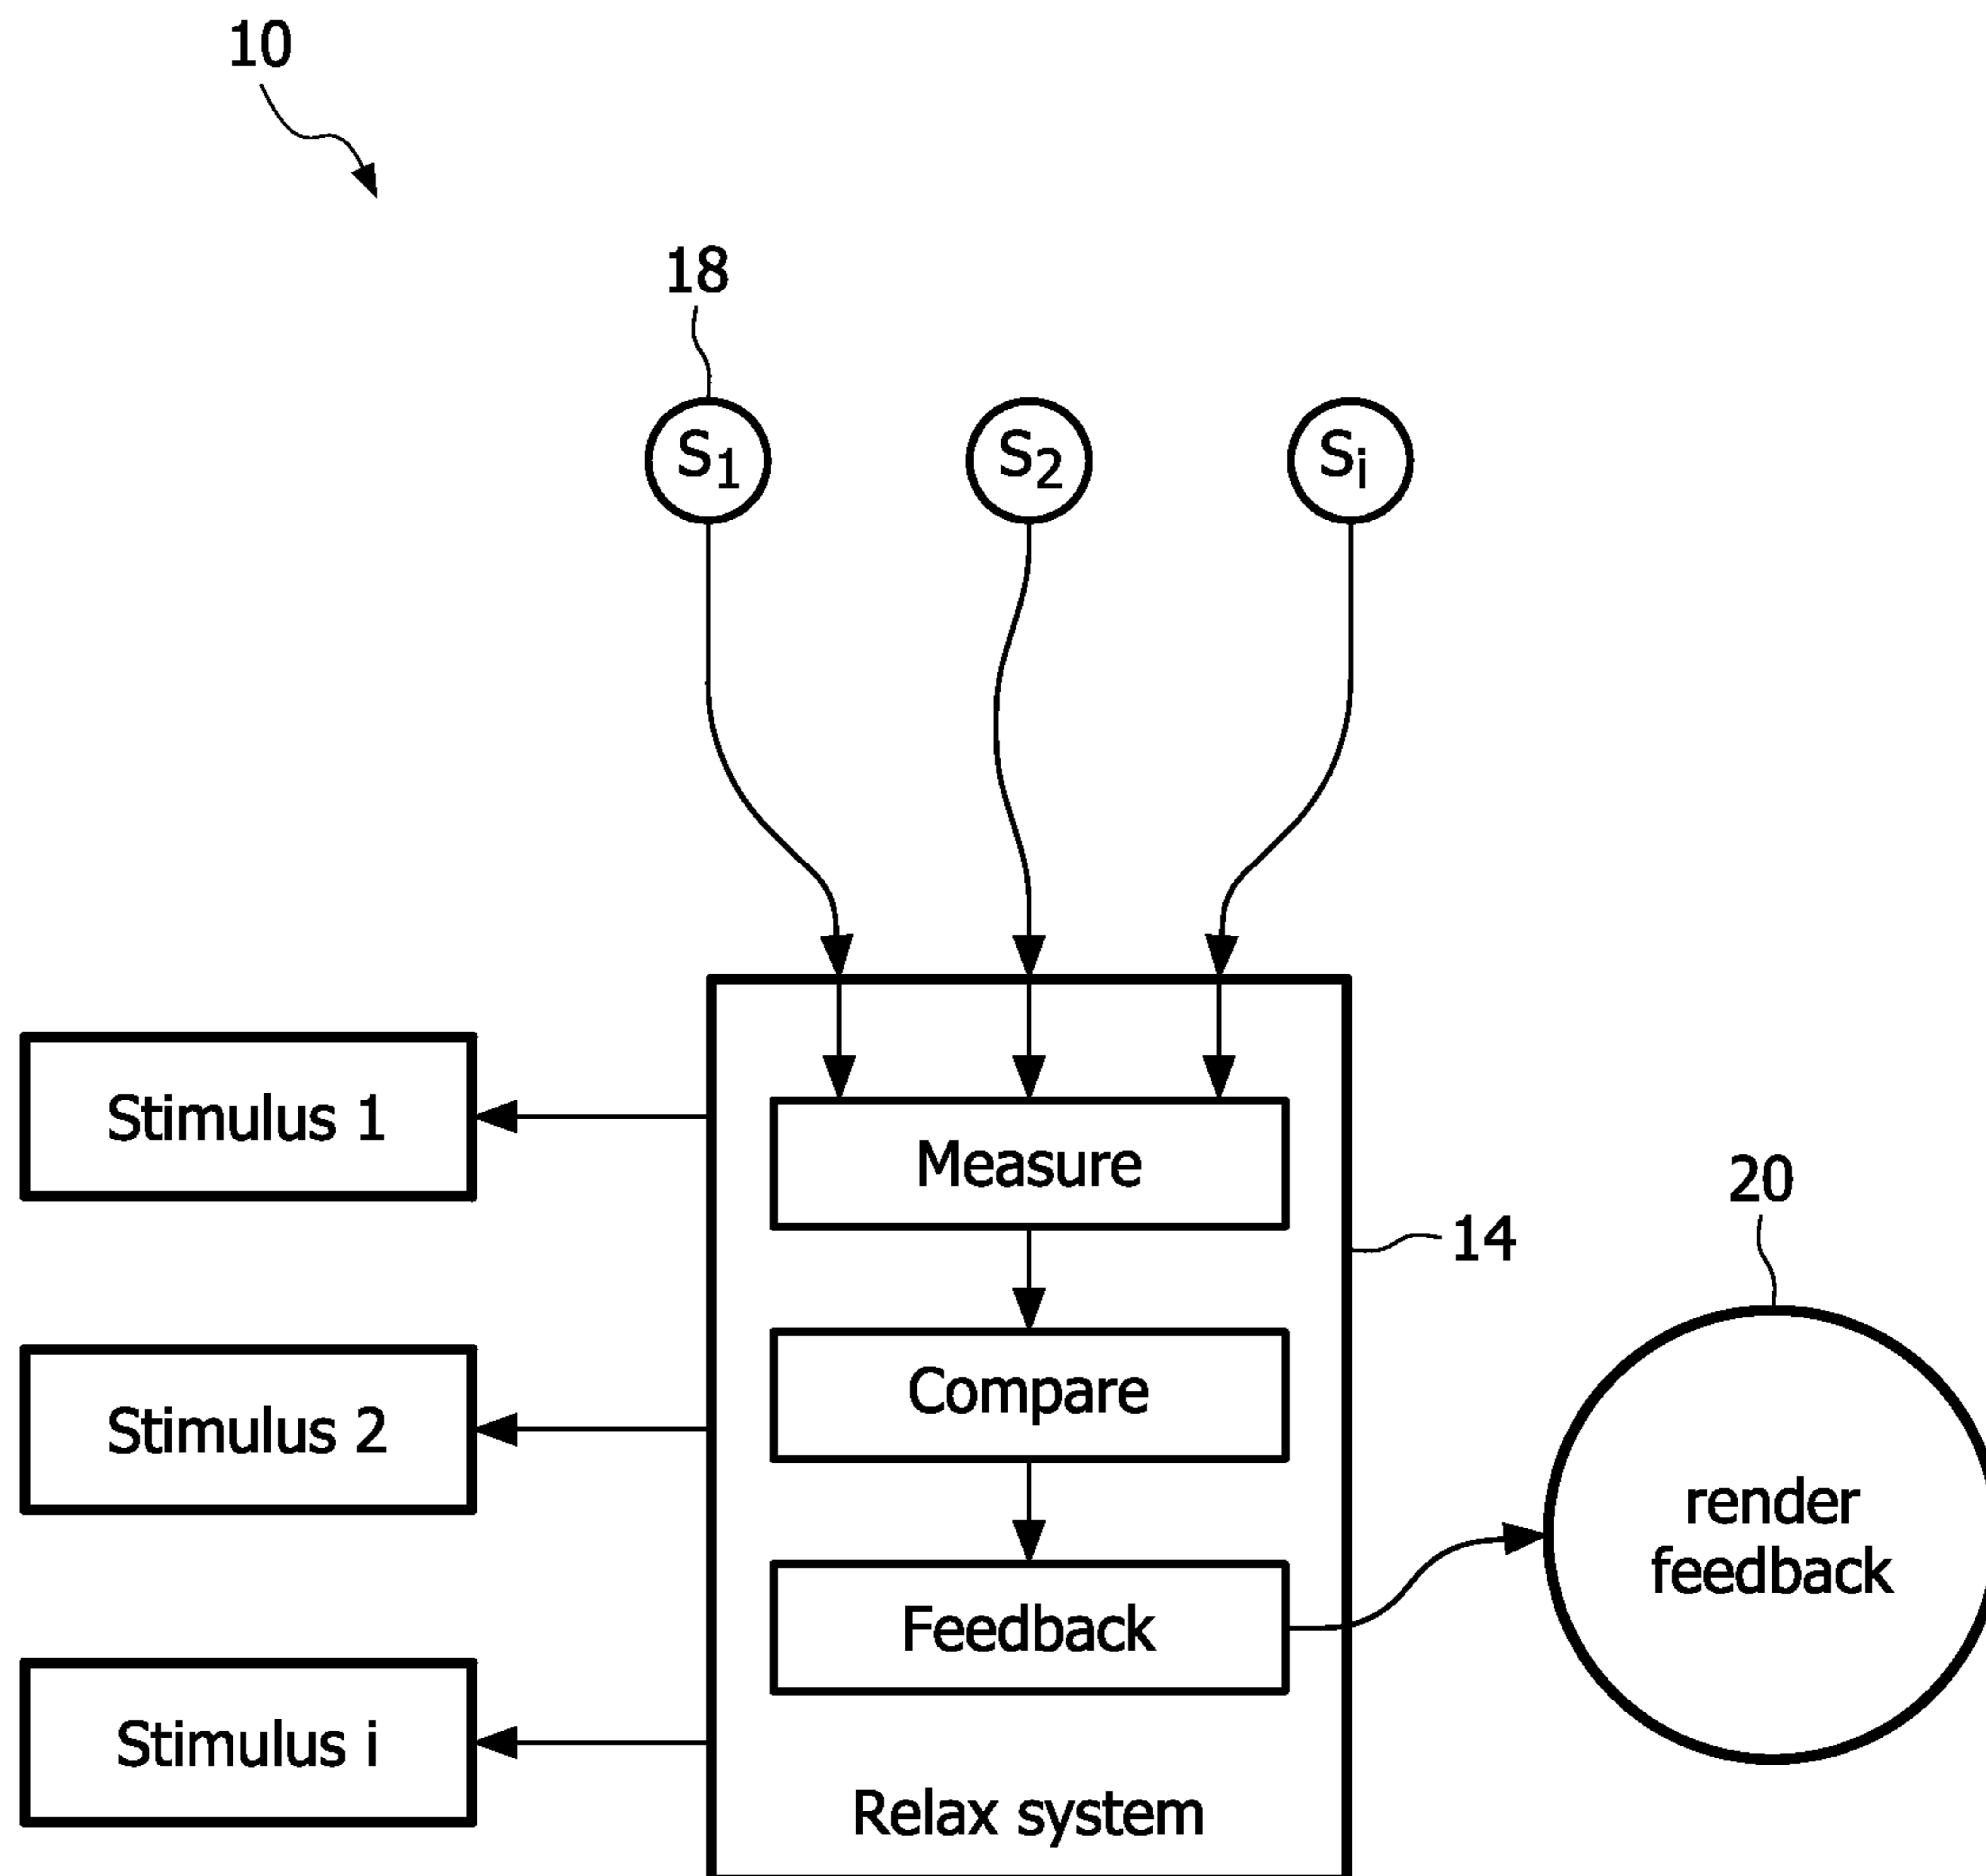 10
18
S1
S2
Si
Stimulus 1
Measure
20
14
Compare
Stimulus 2
render
feedback
Feedback
Stimulus i
Relax system